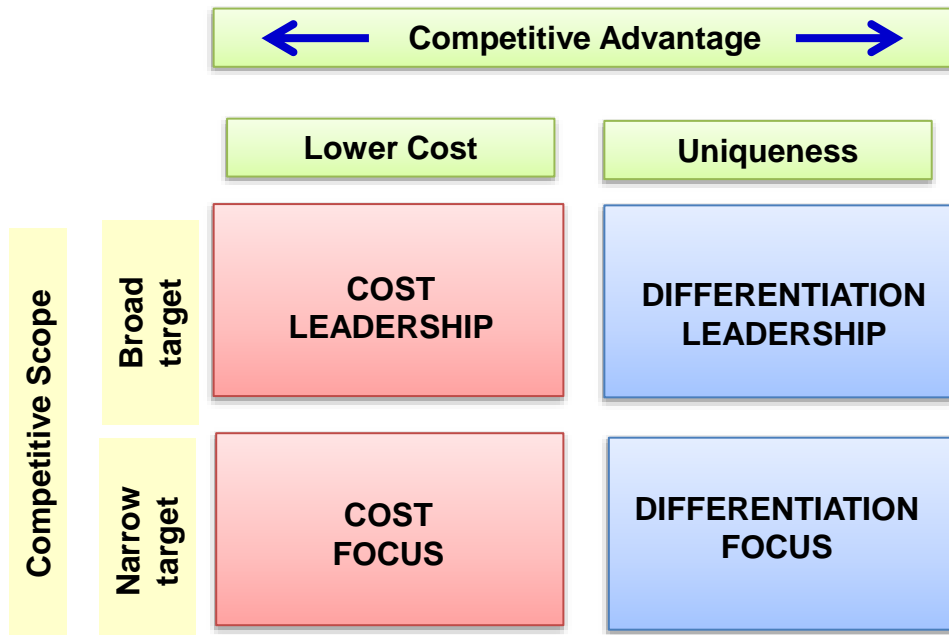 Competitive Advantage
Lower Cost
Uniqueness
Competitive Scope
Broad
target
COST
LEADERSHIP
DIFFERENTIATION
LEADERSHIP
Narrow
target
COST
FOCUS
DIFFERENTIATION
FOCUS